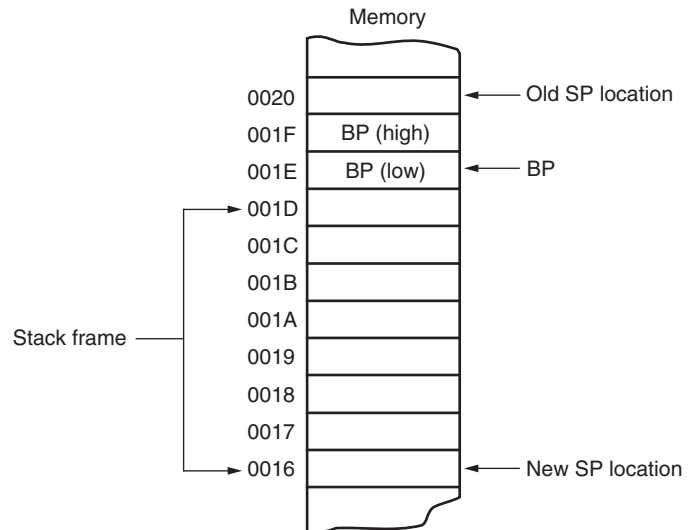 Memory
0020
Old SP location
001F
BP (high)
001E
BP (low)
BP
001D
001C
001B
001A
Stack frame
0019
0018
0017
0016
New SP location